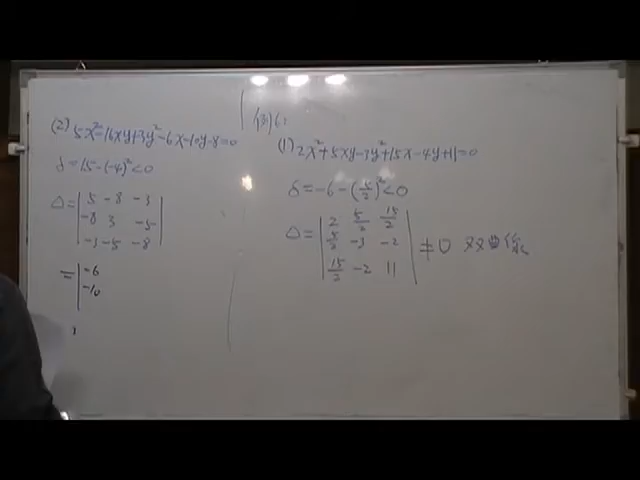 (2) 5x²-16xy+3y²-6x-10y-8=0
δ=15-(-4)²<0
Δ=| 5 -8 -3
-8 3 -5
-3 -5 -8 |
=| -6
-10
例6:
(1) 2x²+5xy-3y²+15x-4y+11=0
δ=-6-(5/2)²<0
Δ=| 2 5/2 15/2
5/2 -3 -2
15/2 -2 11 | ≠0 双曲线